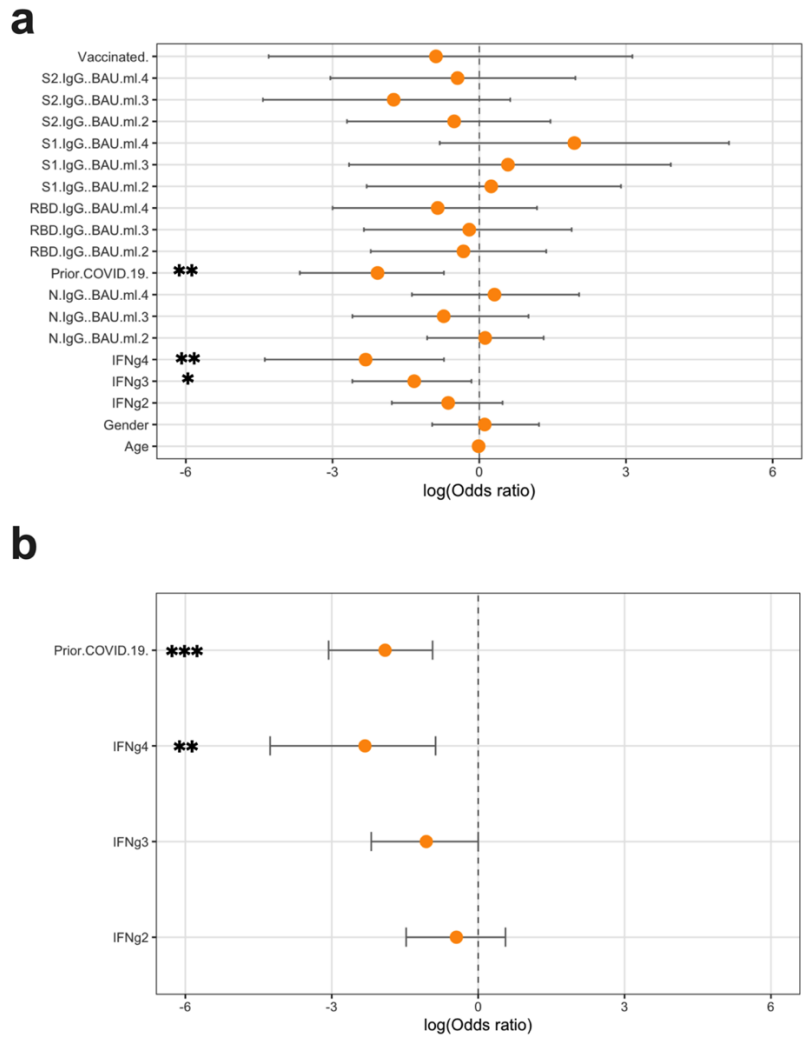 a
Vaccinated.
S2.IgG..BAU.ml.4
S2.IgG..BAU.ml.3
S2.IgG..BAU.ml.2
S1.IgG..BAU.ml.4
S1.IgG..BAU.ml.3
S1.IgG..BAU.ml.2
RBD.IgG..BAU.ml.4
RBD.IgG..BAU.ml.3
RBD.IgG..BAU.ml.2
Prior.COVID.19. **
N.IgG..BAU.ml.4
N.IgG..BAU.ml.3
N.IgG..BAU.ml.2
IFNg4 **
IFNg3 *
IFNg2
Gender
Age
-6 -3 0 3 6
log(Odds ratio)
b
Prior.COVID.19. ***
IFNg4 **
IFNg3
IFNg2
-6 -3 0 3 6
log(Odds ratio)